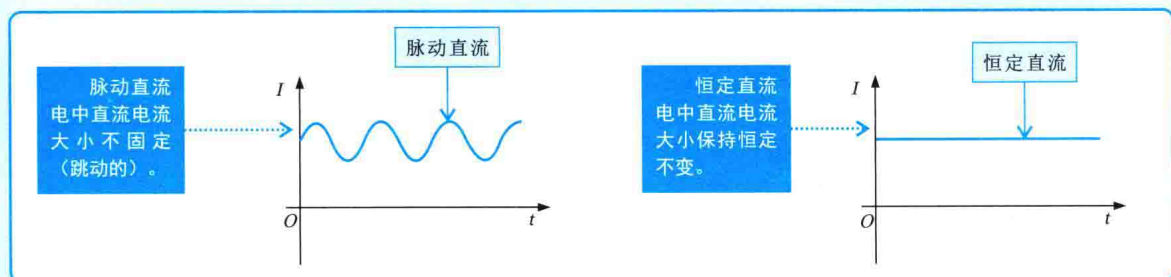 脉动直流
脉动直流
电中直流电流
大小不固定
（跳动的）。
I
O
t
恒定直流
恒定直流
电中直流电流
大小保持恒定
不变。
I
O
t